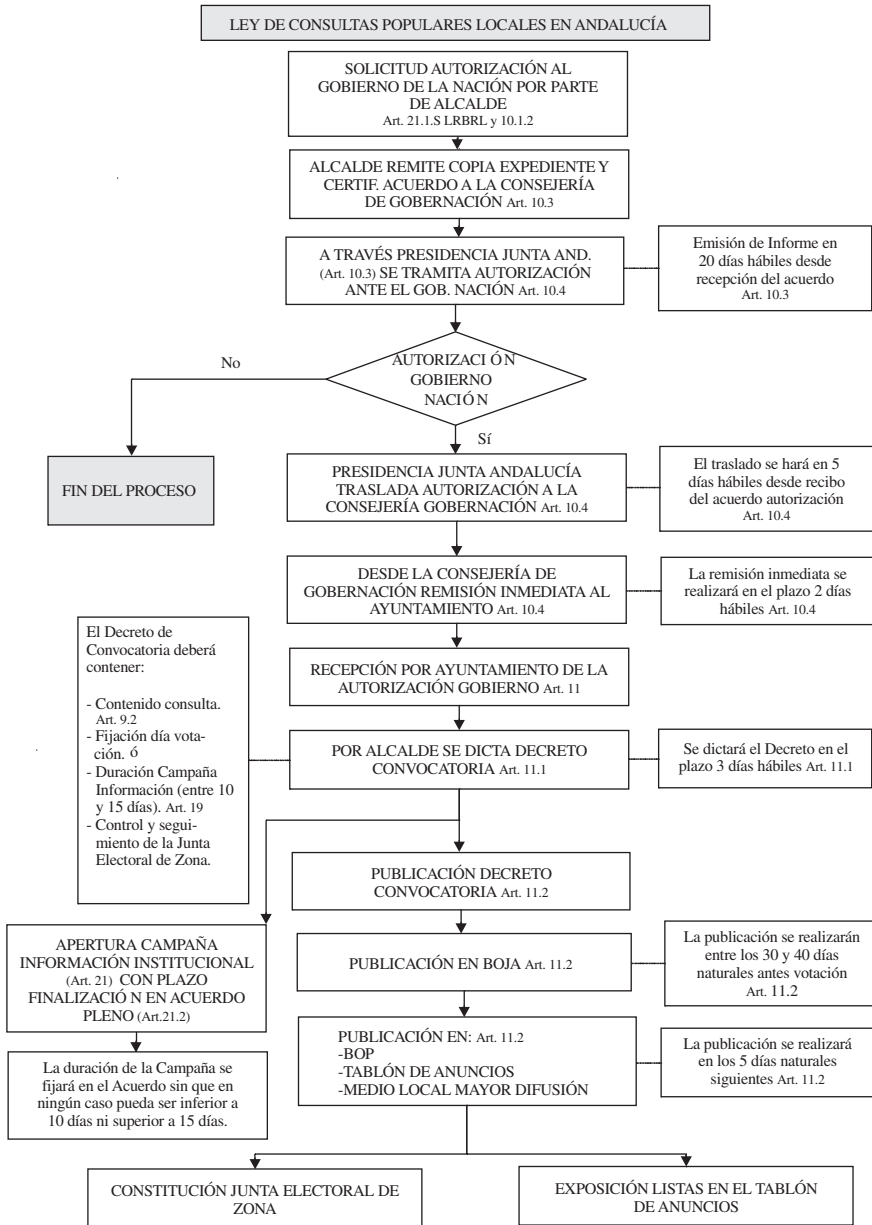 LEY DE CONSULTAS POPULARES LOCALES EN ANDALUCÍA
SOLICITUD AUTORIZACIÓN AL
GOBIERNO DE LA NACIÓN POR PARTE
DE ALCALDE
Art. 21.1.S LRBRL y 10.1.2
ALCALDE REMITE COPIA EXPEDIENTE Y
CERTIF. ACUERDO A LA CONSEJERÍA
DE GOBERNACIÓN Art. 10.3
A TRAVÉS PRESIDENCIA JUNTA AND.
(Art. 10.3) SE TRAMITA AUTORIZACIÓN
ANTE EL GOB. NACIÓN Art. 10.4
Emisión de Informe en
20 días hábiles desde
recepción del acuerdo
Art. 10.3
AUTORIZACI ÓN
GOBIERNO
NACIÓN
No
Sí
FIN DEL PROCESO
PRESIDENCIA JUNTA ANDALUCÍA
TRASLADA AUTORIZACIÓN A LA
CONSEJERÍA GOBERNACIÓN Art. 10.4
El traslado se hará en 5
días hábiles desde recibo
del acuerdo autorización
Art. 10.4
DESDE LA CONSEJERÍA DE
GOBERNACIÓN REMISIÓN INMEDIATA AL
AYUNTAMIENTO Art. 10.4
La remisión inmediata se
realizará en el plazo 2 días
hábiles Art. 10.4
El Decreto de
Convocatoria deberá
contener:
- Contenido consulta.
Art. 9.2
- Fijación día vota-
ción. ó
- Duración Campaña
Información (entre 10
y 15 días). Art. 19
- Control y segui-
miento de la Junta
Electoral de Zona.
RECEPCIÓN POR AYUNTAMIENTO DE LA
AUTORIZACIÓN GOBIERNO Art. 11
POR ALCALDE SE DICTA DECRETO
CONVOCATORIA Art. 11.1
Se dictará el Decreto en el
plazo 3 días hábiles Art. 11.1
PUBLICACIÓN DECRETO
CONVOCATORIA Art. 11.2
APERTURA CAMPAÑA
INFORMACIÓN INSTITUCIONAL
(Art. 21) CON PLAZO
FINALIZACIÓ N EN ACUERDO
PLENO (Art.21.2)
PUBLICACIÓN EN BOJA Art. 11.2
La publicación se realizarán
entre los 30 y 40 días
naturales antes votación
Art. 11.2
La duración de la Campaña se
fijará en el Acuerdo sin que en
ningún caso pueda ser inferior a
10 días ni superior a 15 días.
PUBLICACIÓN EN: Art. 11.2
-BOP
-TABLÓN DE ANUNCIOS
-MEDIO LOCAL MAYOR DIFUSIÓN
La publicación se realizará
en los 5 días naturales
siguientes Art. 11.2
CONSTITUCIÓN JUNTA ELECTORAL DE
ZONA
EXPOSICIÓN LISTAS EN EL TABLÓN
DE ANUNCIOS